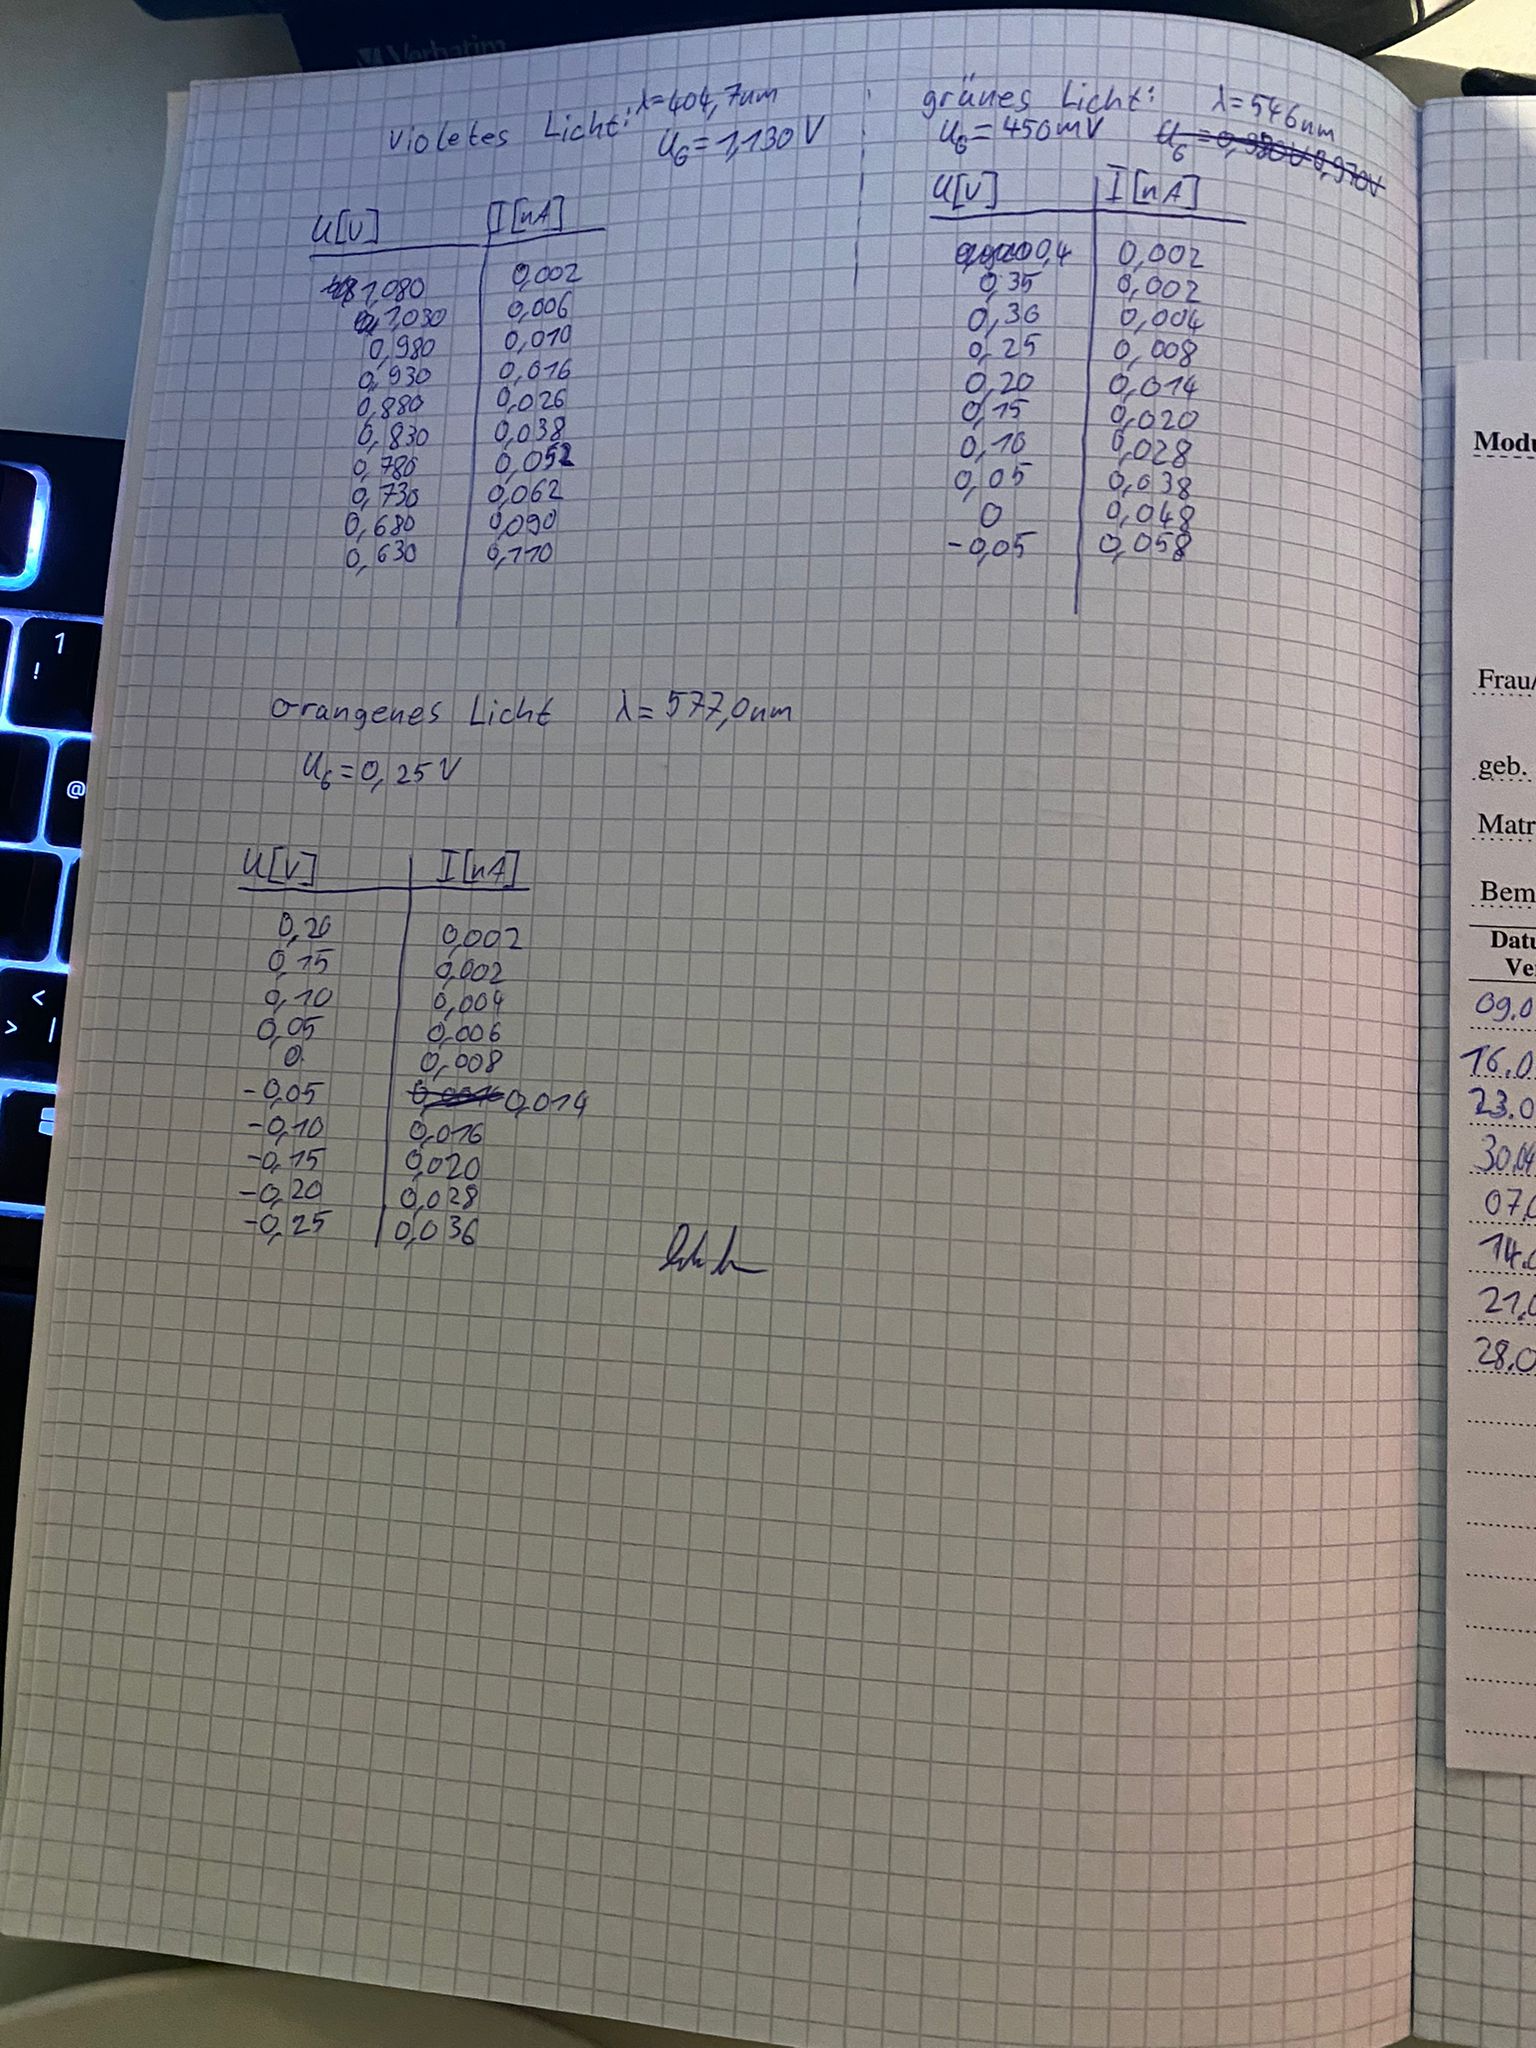 Verbatim
violetes Licht: λ=404,7nm
U_G=1,130 V
U[V] I[nA]
1,080 0,002
1,030 0,006
0,980 0,010
0,930 0,016
0,880 0,026
0,830 0,038
0,780 0,052
0,730 0,062
0,680 0,090
0,630 0,110
grünes Licht: λ=546nm
U_G=450mV U_G=0,980V 0,970V
U[V] I[nA]
0,4 0,002
0,35 0,002
0,30 0,004
0,25 0,008
0,20 0,014
0,15 0,020
0,10 0,028
0,05 0,038
0 0,048
-0,05 0,058
orangenes Licht λ=577,0nm
U_G=0,25V
U[V] I[nA]
0,20 0,002
0,15 0,002
0,10 0,004
0,05 0,006
0 0,008
-0,05 0,014
-0,10 0,016
-0,15 0,020
-0,20 0,028
-0,25 0,036
1
!
@
<
> |
Modu
Frau/
geb.
Matr
Bem
Datu
Ve
09.0
16.0
23.0
30.04
07.0
14.0
21.0
28.0